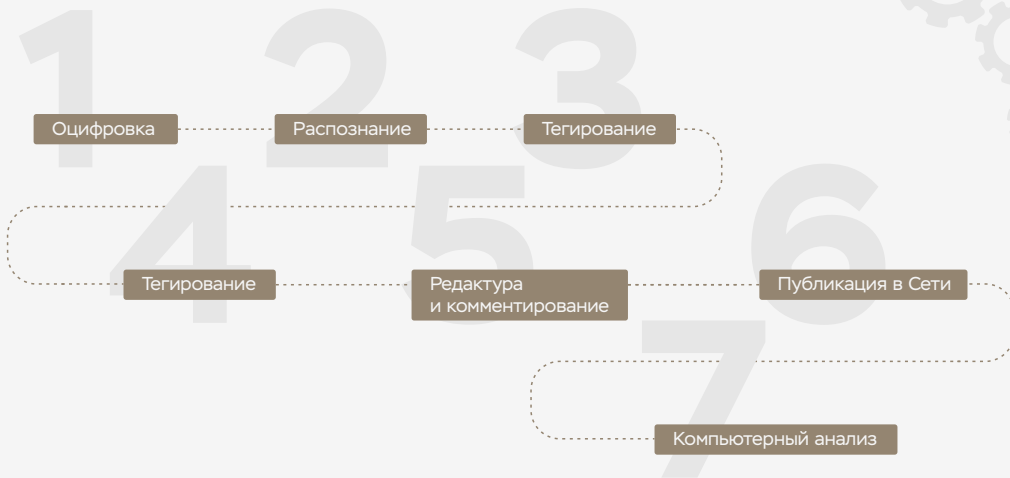 1
2
3
Оцифровка
Распознание
Тегирование
4
5
6
Тегирование
Редактура
и комментирование
Публикация в Сети
7
Компьютерный анализ